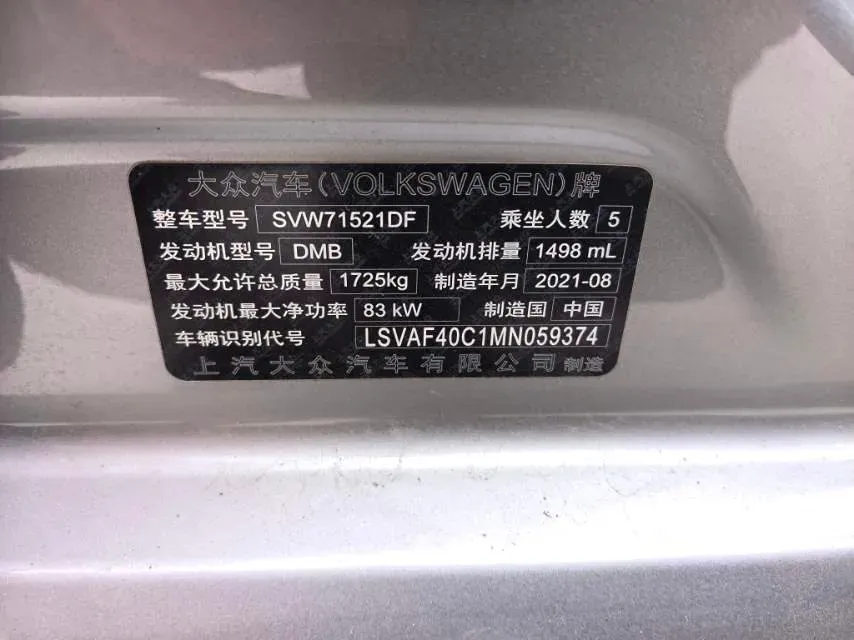 大众汽车(VOLKSWAGEN)牌
整车型号 SVW71521DF 乘坐人数 5
发动机型号 DMB 发动机排量 1498 mL
最大允许总质量 1725kg 制造年月 2021-08
发动机最大净功率 83 kW 制造国 中国
车辆识别代号 LSVAF40C1MN059374
上汽大众汽车有限公司 制造